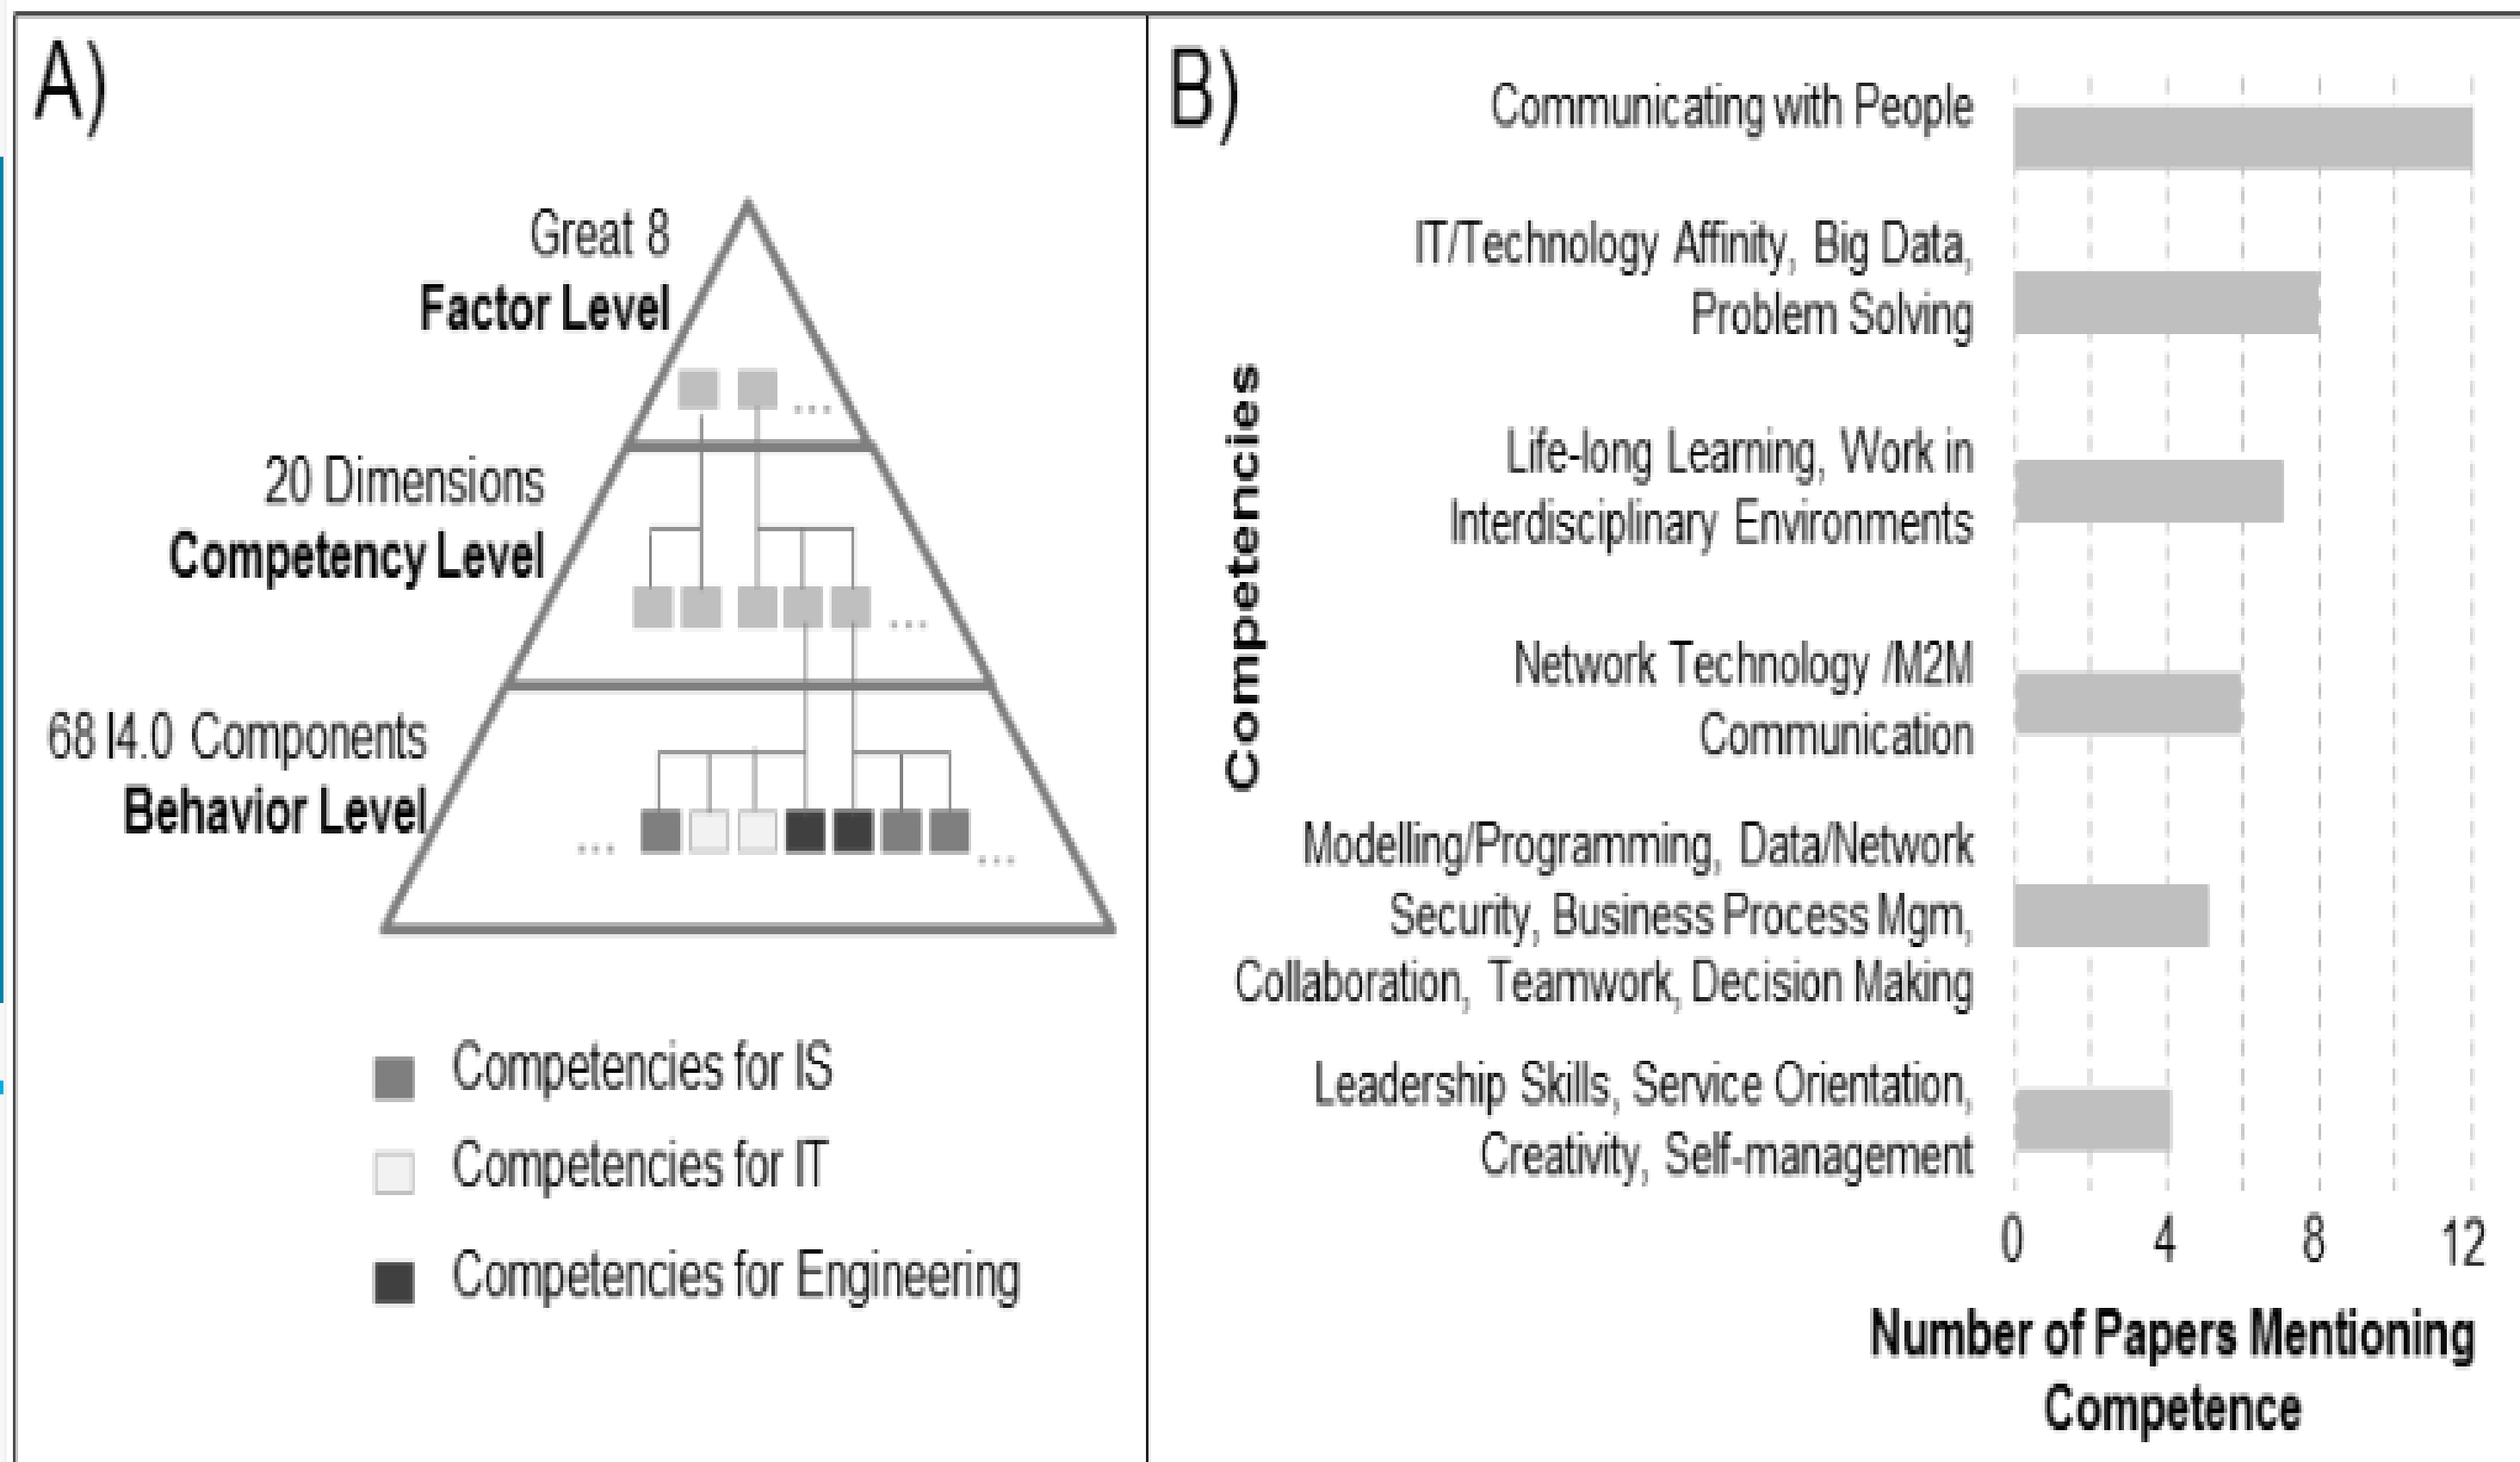 A)
Great 8
Factor Level
...
20 Dimensions
Competency Level
...
68 I4.0 Components
Behavior Level
...
...
Competencies for IS
Competencies for IT
Competencies for Engineering
B)
Competencies
Communicating with People
IT/Technology Affinity, Big Data,
Problem Solving
Life-long Learning, Work in
Interdisciplinary Environments
Network Technology /M2M
Communication
Modelling/Programming, Data/Network
Security, Business Process Mgm,
Collaboration, Teamwork, Decision Making
Leadership Skills, Service Orientation,
Creativity, Self-management
0 4 8 12
Number of Papers Mentioning
Competence